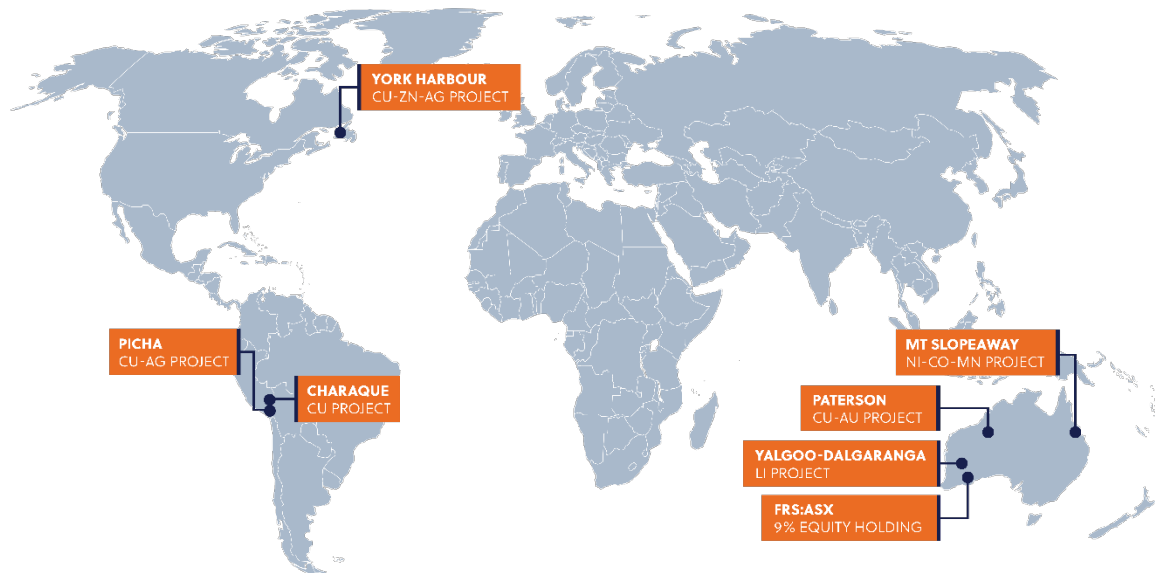 YORK HARBOUR
CU-ZN-AG PROJECT
PICHA
CU-AG PROJECT
CHARAQUE
CU PROJECT
MT SLOPEAWAY
NI-CO-MN PROJECT
PATERSON
CU-AU PROJECT
YALGOO-DALGARANGA
LI PROJECT
FRS:ASX
9% EQUITY HOLDING